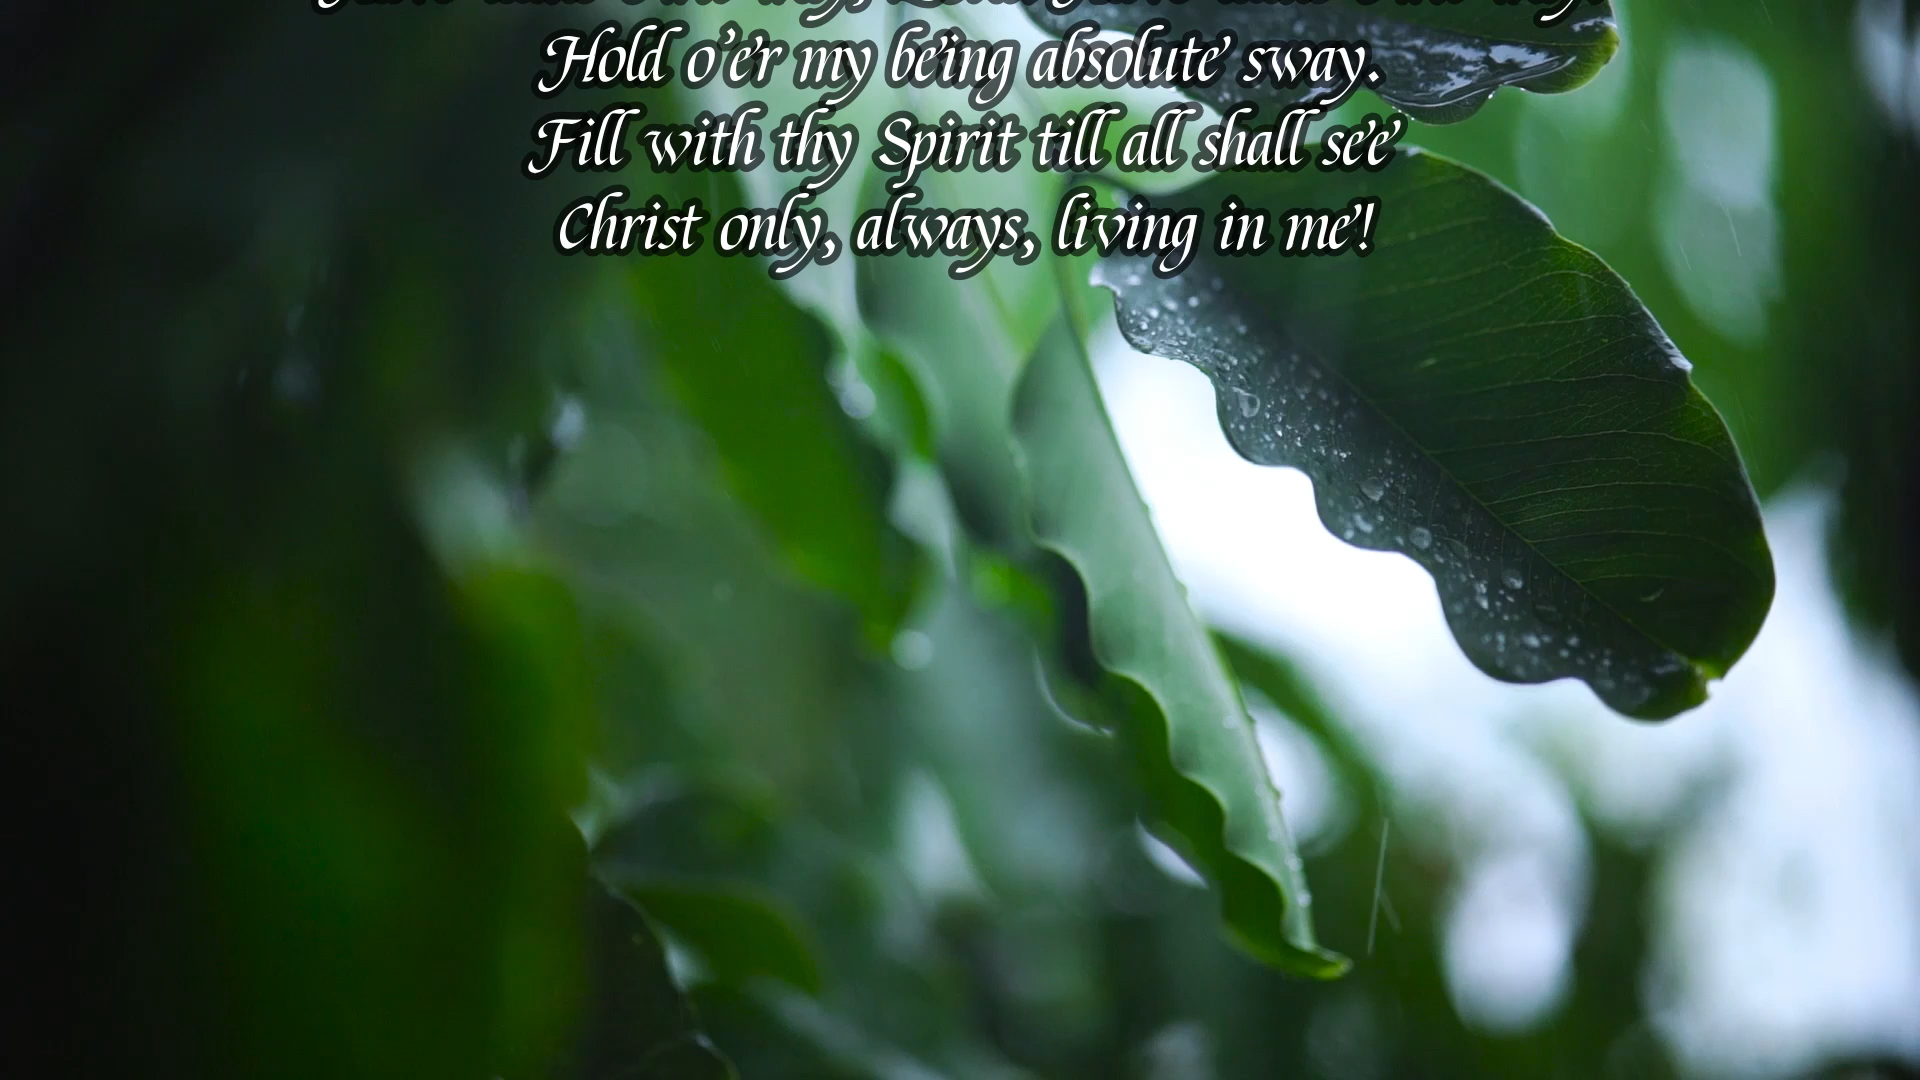 Hold o'er my being absolute sway.
Fill with thy Spirit till all shall see
Christ only, always, living in me!